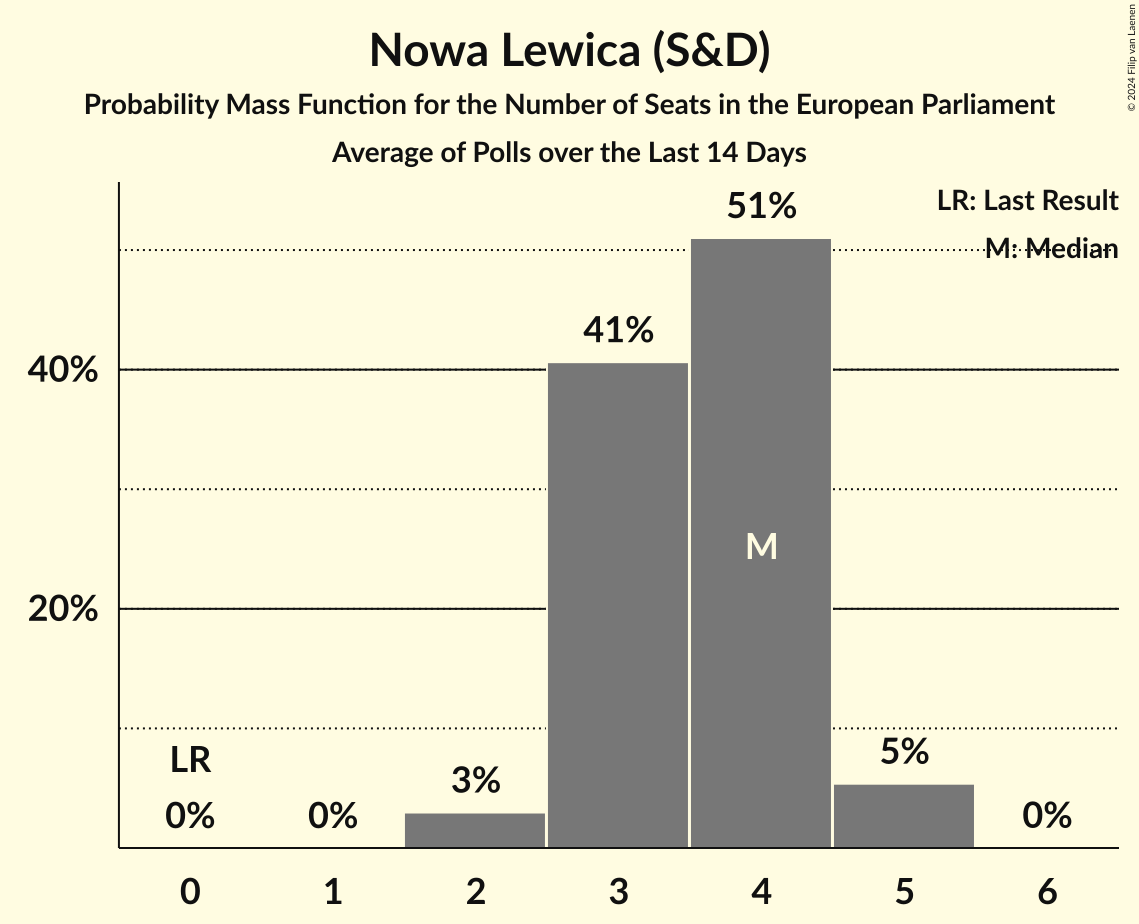 Nowa Lewica (S&D)
Probability Mass Function for the Number of Seats in the European Parliament
Average of Polls over the Last 14 Days
© 2024 Filip van Laenen
LR: Last Result
M: Median
51%
41%
40%
M
20%
LR
3%
5%
0%
0%
0%
0 1 2 3 4 5 6